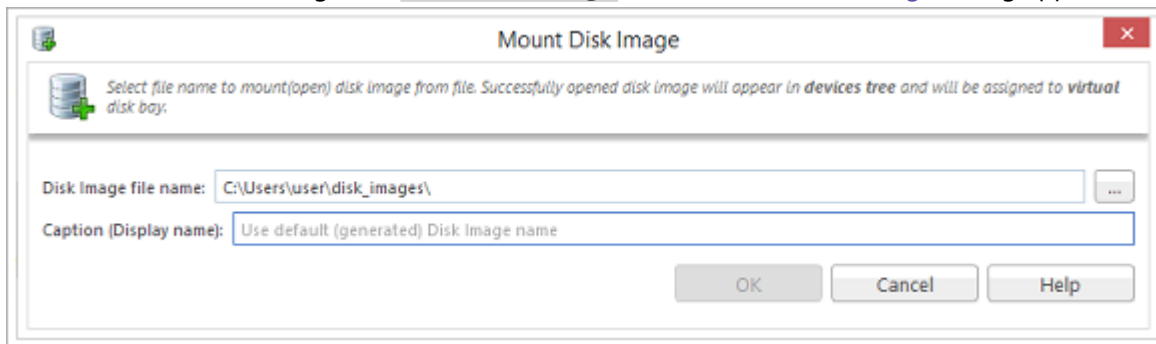 Mount Disk Image
Select file name to mount(open) disk image from file. Successfully opened disk image will appear in devices tree and will be assigned to virtual
disk bay.
Disk Image file name: C:\Users\user\disk_images\ ...
Caption (Display name): Use default (generated) Disk Image name
OK Cancel Help